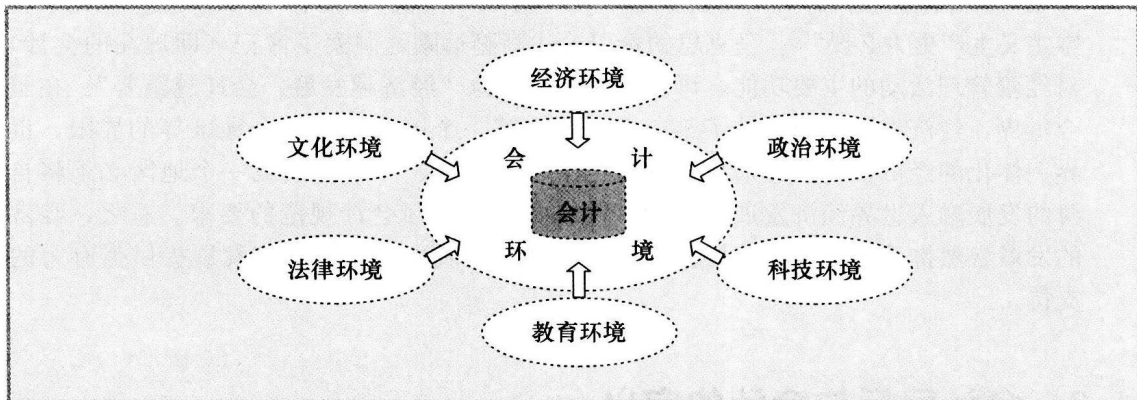 经济环境
文化环境
会 计
政治环境
会计
法律环境
环 境
科技环境
教育环境